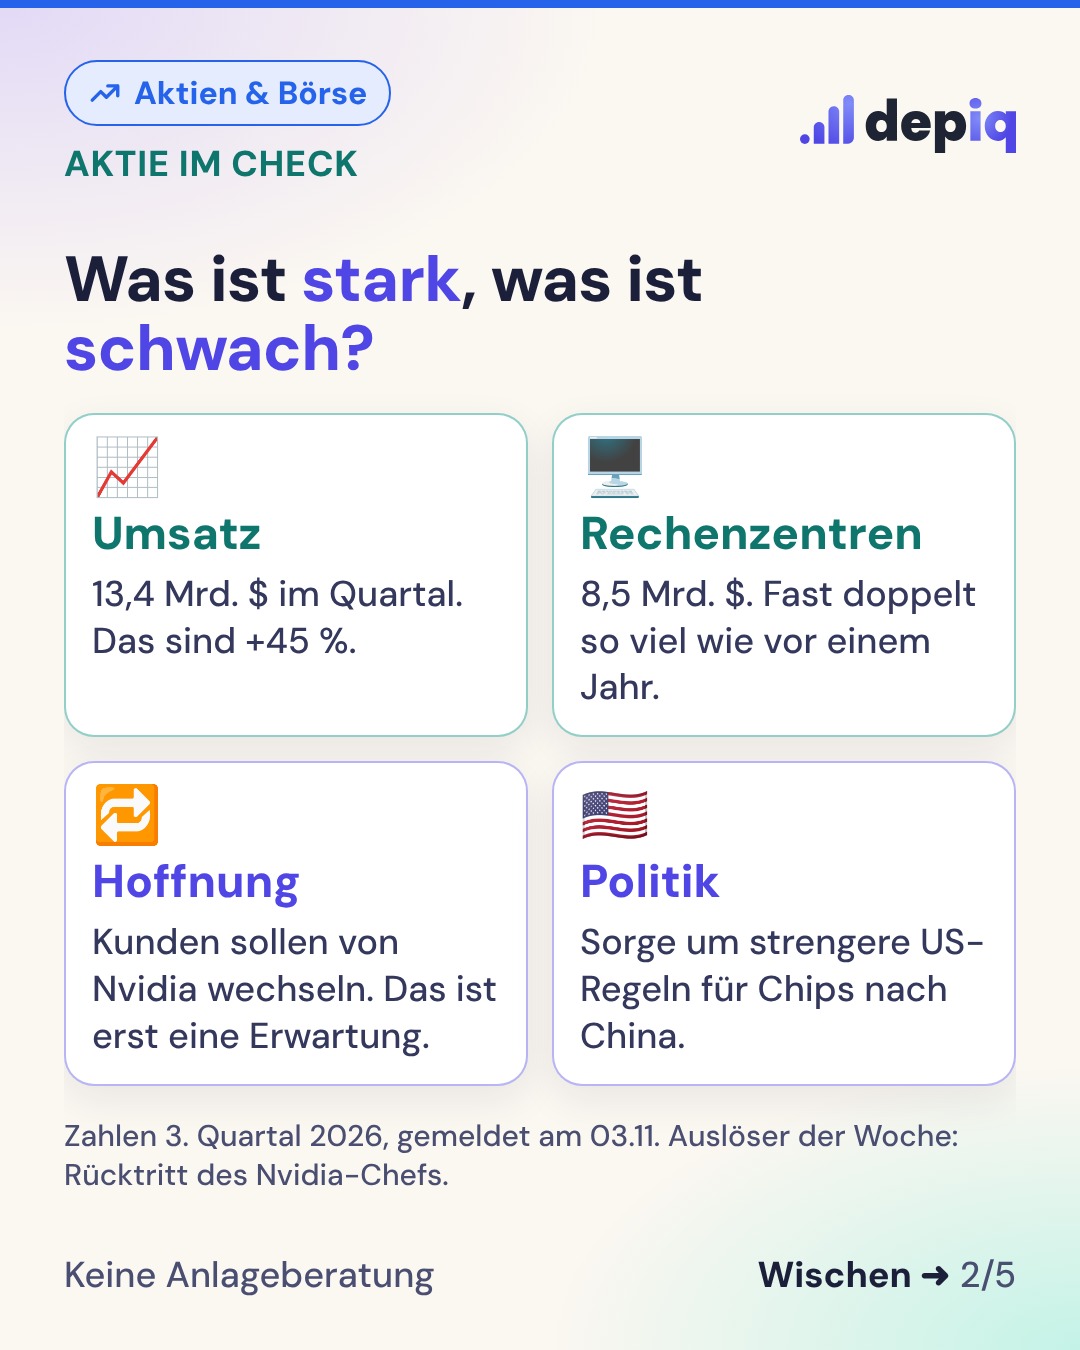 Aktien & Börse
depiq
AKTIE IM CHECK
Was ist stark, was ist
schwach?
Umsatz
13,4 Mrd. $ im Quartal.
Das sind +45 %.
Rechenzentren
8,5 Mrd. $. Fast doppelt
so viel wie vor einem
Jahr.
Hoffnung
Kunden sollen von
Nvidia wechseln. Das ist
erst eine Erwartung.
Politik
Sorge um strengere US-
Regeln für Chips nach
China.
Zahlen 3. Quartal 2026, gemeldet am 03.11. Auslöser der Woche:
Rücktritt des Nvidia-Chefs.
Keine Anlageberatung
Wischen ➜ 2/5